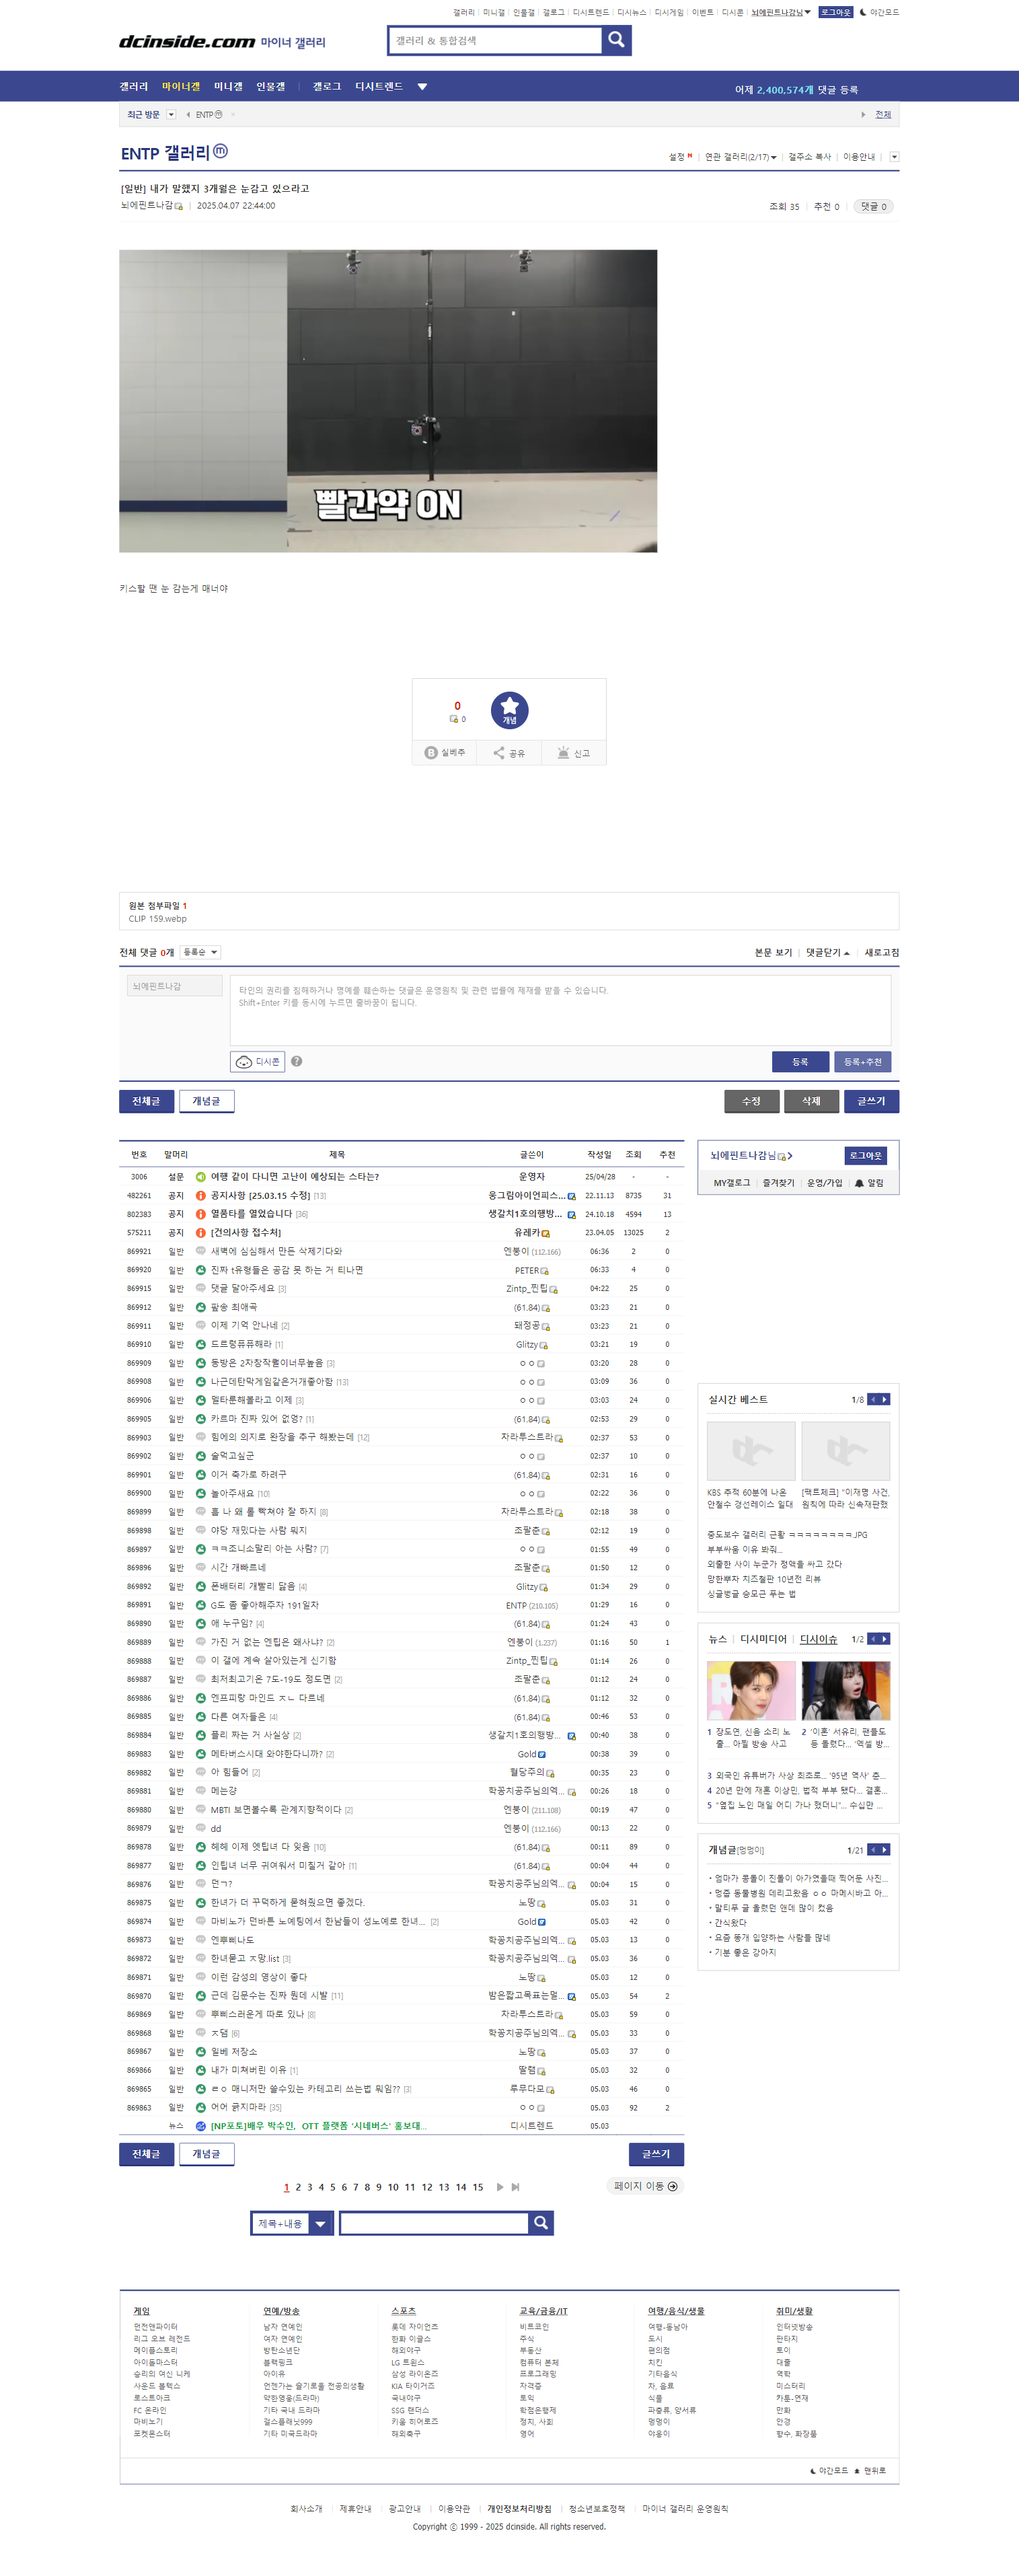 갤러리 | 미니갤 | 인물갤 | 갤로그 | 디시트렌드 | 디시뉴스 | 디시게임 | 이벤트 | 디시콘 | 뇌에핀트나감님 로그아웃 야간모드
dcinside.com 마이너 갤러리
갤러리 & 통합검색
갤러리 마이너갤 미니갤 인물갤 | 갤로그 디시트렌드
어제 2,400,574개 댓글 등록
최근 방문 ENTP ⓜ × 전체
ENTP 갤러리 ⓜ
설정 | 연관 갤러리(2/17) | 갤주소 복사 | 이용안내
[일반] 내가 말했지 3개월은 눈감고 있으라고
뇌에핀트나감 | 2025.04.07 22:44:00
조회 35 | 추천 0 | 댓글 0
빨간약 ON
키스할 땐 눈 감는게 매너야
0
0
개념
실베추 공유 신고
원본 첨부파일 1
CLIP 159.webp
전체 댓글 0개 등록순
본문 보기 | 댓글닫기 | 새로고침
뇌에핀트나감
타인의 권리를 침해하거나 명예를 훼손하는 댓글은 운영원칙 및 관련 법률에 제재를 받을 수 있습니다.
Shift+Enter 키를 동시에 누르면 줄바꿈이 됩니다.
디시콘 ?
등록 등록+추천
전체글 개념글
수정 삭제 글쓰기
번호 말머리 제목 글쓴이 작성일 조회 추천
3006 설문 여행 같이 다니면 고난이 예상되는 스타는? 운영자 25/04/28 - -
482261 공지 공지사항 [25.03.15 수정] [13] 웅그림아이언피스... 22.11.13 8735 31
802383 공지 열품타를 열었습니다 [36] 생갈치1호의행방... 24.10.18 4594 13
575211 공지 [건의사항 접수처] 유레카 23.04.05 13025 2
869921 일반 새벽에 심심해서 만든 삭제기다와 엔붕이 (112.166) 06:36 2 0
869920 일반 진짜 t유형들은 공감 못 하는 거 티나면 PETER 06:33 4 0
869915 일반 댓글 달아주세요 [3] Zintp_찐팁 04:22 25 0
869912 일반 팝송 최애곡 (61.84) 03:23 21 0
869911 일반 이제 기억 안나네 [2] 돼정공 03:23 21 0
869910 일반 드르렁퓨퓨해라 [1] Glitzy 03:21 19 0
869909 일반 동방은 2차창작퀄이너무높음 [3] ㅇㅇ 03:20 28 0
869908 일반 나근데탄막게임같은거개좋아함 [13] ㅇㅇ 03:09 36 0
869906 일반 델타룬해볼라고 이제 [3] ㅇㅇ 03:03 24 0
869905 일반 카르마 진짜 있어 없엉? [1] (61.84) 02:53 29 0
869903 일반 힘에의 의지로 완장을 추구 해봤는데 [12] 차라투스트라 02:37 53 0
869902 일반 술먹고싶군 ㅇㅇ 02:37 10 0
869901 일반 이거 축가로 하려구 (61.84) 02:31 16 0
869900 일반 놀아주새요 [10] ㅇㅇ 02:22 36 0
869899 일반 흠 나 왜 롤 빡쳐야 잘 하지 [8] 차라투스트라 02:18 38 0
869898 일반 야당 재밌다는 사람 뭐지 조팔준 02:12 19 0
869897 일반 ㅋㅋ조니소말리 아는 사람? [7] ㅇㅇ 01:55 49 0
869896 일반 시간 개빠르네 조팔준 01:50 12 0
869892 일반 폰배터리 개빨리 닳음 [4] Glitzy 01:34 29 0
869891 일반 G도 좀 좋아해주자 191일차 ENTP (210.105) 01:29 16 0
869890 일반 얘 누구임? [4] (61.84) 01:24 43 0
869889 일반 가진 거 없는 엔팁은 왜사냐? [2] 엔붕이 (1.237) 01:16 50 1
869888 일반 이 갤에 계속 살아있는게 신기함 Zintp_찐팁 01:14 26 0
869887 일반 최저최고기온 7도-19도 정도면 [2] 조팔준 01:12 24 0
869886 일반 엔프피랑 마인드 ㅈㄴ 다르네 (61.84) 01:12 32 0
869885 일반 다른 여자들은 [4] (61.84) 00:46 53 0
869884 일반 플리 짜는 거 사실상 [2] 생갈치1호의행방... 00:40 38 0
869883 일반 메타버스시대 와야한다니까? [2] Gold 00:38 39 0
869882 일반 아 힘들어 [2] 혈당주의 00:35 23 0
869881 일반 메는걍 학꽁치공주님의역... 00:26 18 0
869880 일반 MBTI 보면볼수록 관계지향적이다 [2] 엔붕이 (211.108) 00:19 47 0
869879 일반 dd 엔붕이 (112.166) 00:13 22 0
869878 일반 헤헤 이제 엣팁녀 다 잊음 [10] (61.84) 00:11 89 0
869877 일반 인팁녀 너무 귀여워서 미칠거 같아 [1] (61.84) 00:04 44 0
869876 일반 던ㄱ? 학꽁치공주님의역... 00:04 15 0
869875 일반 한녀가 더 꾸덕하게 묻혀줬으면 좋겠다. 노땅 05.03 31 0
869874 일반 마비노가 먼바튼 노예팅에서 한남들이 성노예로 한녀... [2] Gold 05.03 42 0
869873 일반 엔뿌삐나도 학꽁치공주님의역... 05.03 13 0
869872 일반 한녀묻고 ㅈ망.list [3] 학꽁치공주님의역... 05.03 36 0
869871 일반 이런 감성의 영상이 좋다 노땅 05.03 12 0
869870 일반 근데 김문수는 진짜 뭔데 시발 [11] 밤은짧고목표는멀... 05.03 54 2
869869 일반 뿌삐스러운게 따로 있나 [8] 차라투스트라 05.03 59 0
869868 일반 ㅈ댐 [6] 학꽁치공주님의역... 05.03 33 0
869867 일반 일베 저장소 노땅 05.03 37 0
869866 일반 내가 미쳐버린 이유 [1] 딸램 05.03 32 0
869865 일반 ㄹㅇ 매니저만 쓸수있는 카테고리 쓰는법 뭐임?? [3] 루푸다모 05.03 46 0
869863 일반 어어 긁지마라 [35] ㅇㅇ 05.03 92 2
뉴스 [NP포토]배우 박수인, OTT 플랫폼 '시네버스' 홍보대... 디시트렌드 05.03
전체글 개념글 글쓰기
1 2 3 4 5 6 7 8 9 10 11 12 13 14 15
페이지 이동
제목+내용
뇌에핀트나감님 로그아웃
MY갤로그 | 즐겨찾기 | 운영/가입 | 알림
실시간 베스트 1/8
KBS 추적 60분에 나온 안철수 경선레이스 일대
[팩트체크] "이재명 사건, 원칙에 따라 신속재판했
중도보수 갤러리 근황 ㅋㅋㅋㅋㅋㅋㅋㅋ.JPG
부부싸움 이유 봐줘...
외출한 사이 누군가 정액을 싸고 갔다
망한뿌자 치즈철판 10년전 리뷰
싱글벙글 승모근 푸는 법
뉴스 | 디시미디어 | 디시이슈 1/2
1 장도연, 신음 소리 노출... 아찔 방송 사고
2 '이혼' 서유리, 팬들도 등 돌렸다... '엑셀 방...
3 외국인 유튜버가 사상 최초로... '95년 역사' 춘...
4 20년 만에 재혼 이상민, 법적 부부 됐다... 결혼...
5 "옆집 노인 매일 어디 가나 했더니"... 수십만 ...
개념글[멍멍이] 1/21
· 엄마가 콩돌이 진돌이 아가였을때 찍어둔 사진...
· 멍줍 동물병원 데리고왔음 ㅇㅇ 마메시바고 아...
· 말티푸 글 올렸던 앤데 많이 컸음
· 간식왔다
· 요즘 똥개 입양하는 사람들 많네
· 기분 좋은 강아지
게임 연예/방송 스포츠 교육/금융/IT 여행/음식/생물 취미/생활
던전앤파이터 남자 연예인 롯데 자이언츠 비트코인 여행-동남아 인터넷방송
리그 오브 레전드 여자 연예인 한화 이글스 주식 도시 판타지
메이플스토리 방탄소년단 해외야구 부동산 편의점 토이
아이돌마스터 블랙핑크 LG 트윈스 컴퓨터 본체 치킨 대출
승리의 여신 니케 아이유 삼성 라이온즈 프로그래밍 기타음식 역학
사운드 볼텍스 언젠가는 슬기로울 전공의생활 KIA 타이거즈 자격증 차, 음료 미스터리
로스트아크 약한영웅(드라마) 국내야구 토익 식물 카툰-연재
FC 온라인 기타 국내 드라마 SSG 랜더스 학점은행제 파충류, 양서류 만화
마비노기 걸스플래닛999 키움 히어로즈 정치, 사회 멍멍이 안경
포켓몬스터 기타 미국드라마 해외축구 영어 야옹이 향수, 화장품
야간모드 맨위로
회사소개 | 제휴안내 | 광고안내 | 이용약관 | 개인정보처리방침 | 청소년보호정책 | 마이너 갤러리 운영원칙
Copyright ⓒ 1999 - 2025 dcinside. All rights reserved.